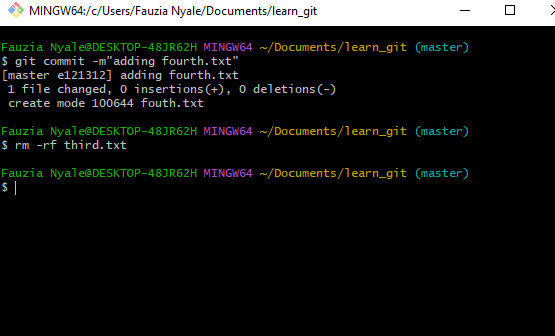 MINGW64:/c/Users/Fauzia Nyale/Documents/learn_git
Fauzia Nyale@DESKTOP-48JR62H MINGW64 ~/Documents/learn_git (master)
$ git commit -m"adding fourth.txt"
[master e121312] adding fourth.txt
 1 file changed, 0 insertions(+), 0 deletions(-)
 create mode 100644 fouth.txt
Fauzia Nyale@DESKTOP-48JR62H MINGW64 ~/Documents/learn_git (master)
$ rm -rf third.txt
Fauzia Nyale@DESKTOP-48JR62H MINGW64 ~/Documents/learn_git (master)
$